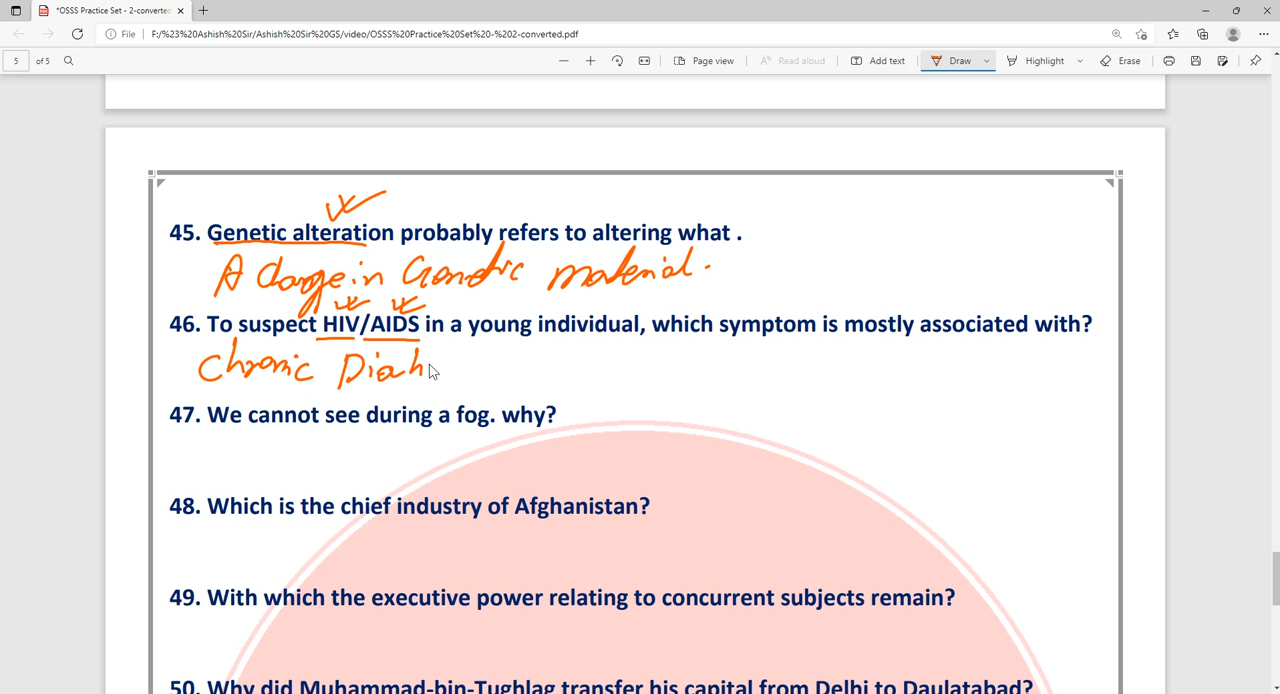 *OSSS Practice Set - 2-converted
File F:/%23%20Ashish%20Sir/Ashish%20Sir%20GS/video/OSSS%20Practice%20Set%20-%202-converted.pdf
5 of 5 Page view Read aloud Add text Draw Highlight Erase
45. Genetic alteration probably refers to altering what .
A change in Genetic material.
46. To suspect HIV/AIDS in a young individual, which symptom is mostly associated with?
Chronic Diah
47. We cannot see during a fog. why?
48. Which is the chief industry of Afghanistan?
49. With which the executive power relating to concurrent subjects remain?
50. Why did Muhammad-bin-Tughlag transfer his capital from Delhi to Daulatabad?